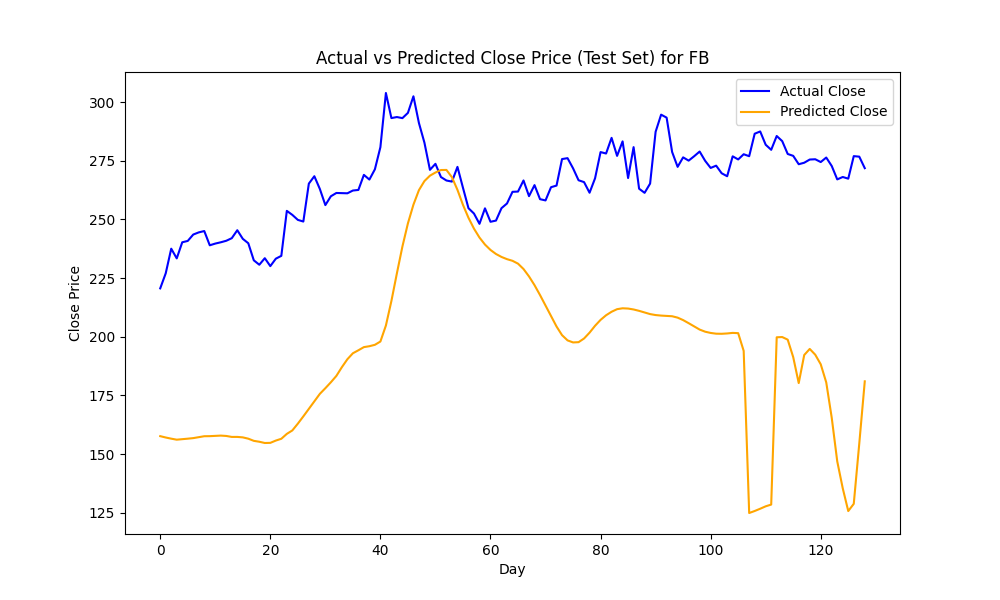 Actual vs Predicted Close Price (Test Set) for FB
Actual Close
Predicted Close
Close Price
300
275
250
225
200
175
150
125
0 20 40 60 80 100 120
Day